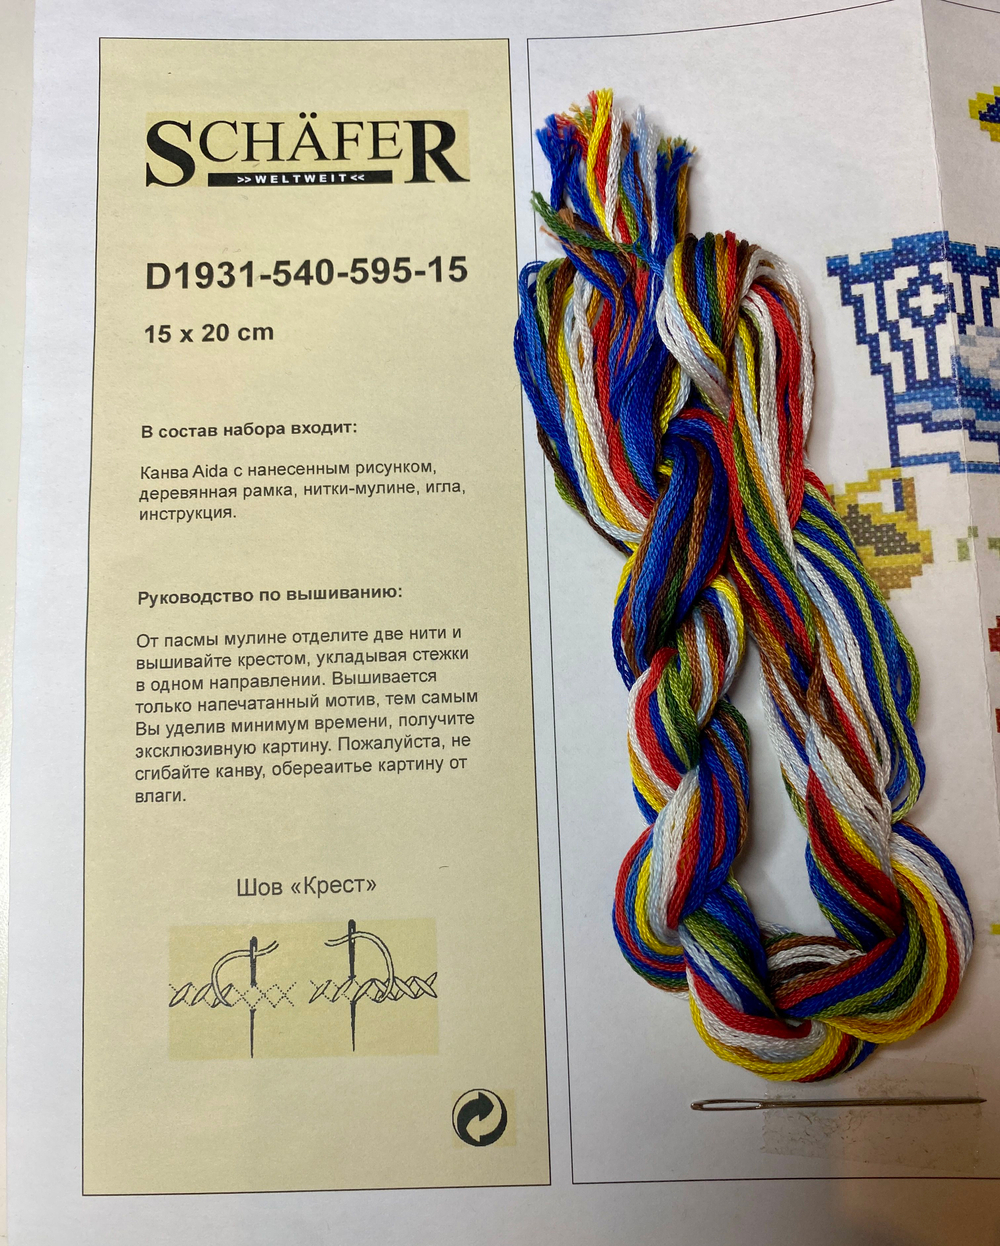 SCHÄFER
>>WELTWEIT<<
D1931-540-595-15
15 x 20 cm
В состав набора входит:
Канва Aida с нанесенным рисунком,
деревянная рамка, нитки-мулине, игла,
инструкция.
Руководство по вышиванию:
От пасмы мулине отделите две нити и
вышивайте крестом, укладывая стежки
в одном направлении. Вышивается
только напечатанный мотив, тем самым
Вы уделив минимум времени, получите
эксклюзивную картину. Пожалуйста, не
сгибайте канву, обереаитье картину от
влаги.
Шов «Крест»